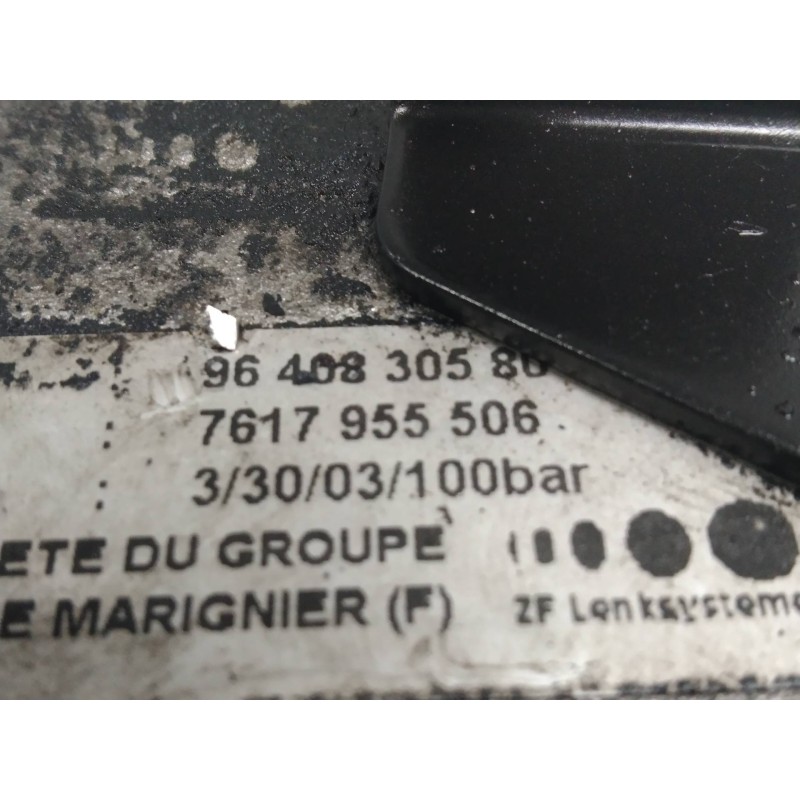 96 408 305 80
: 7617 955 506
: 3/30/03/100bar
ETE DU GROUPE
E MARIGNIER (F)
ZF Lenksysteme